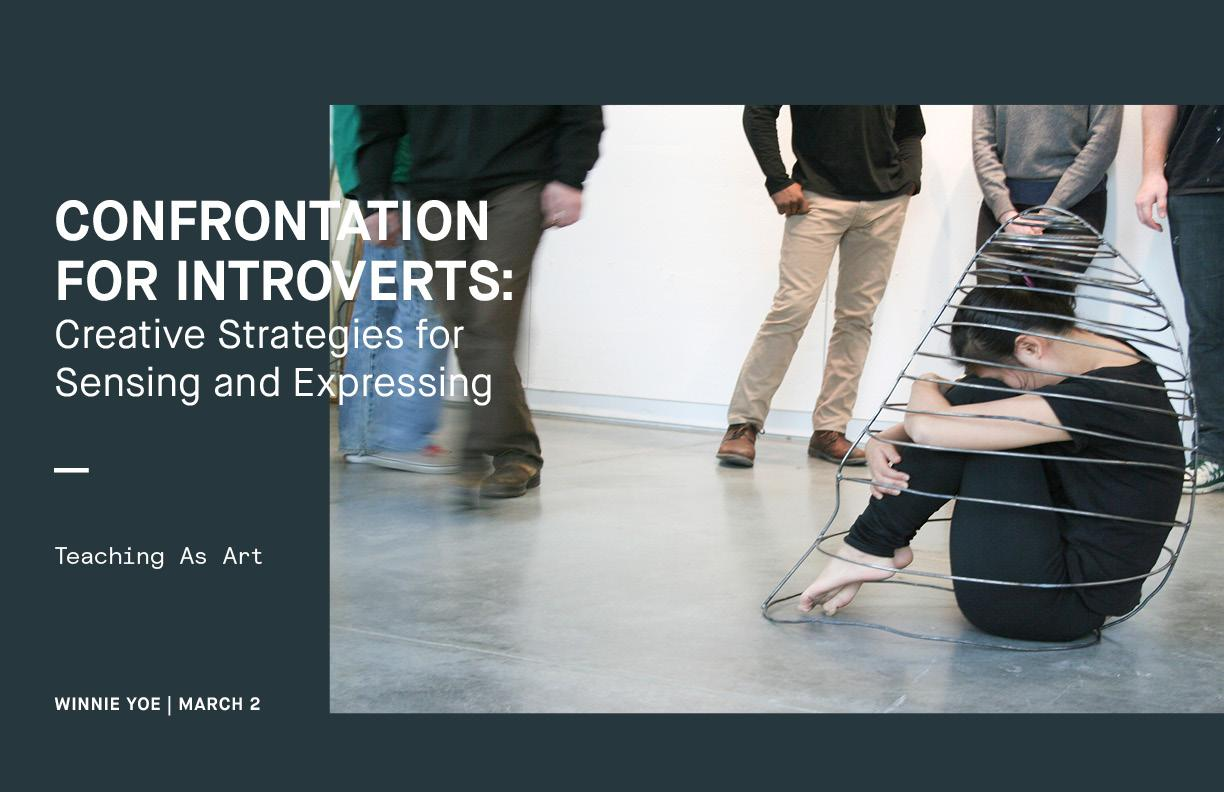 CONFRONTATION
FOR INTROVERTS:
Creative Strategies for
Sensing and Expressing
Teaching As Art
WINNIE YOE | MARCH 2